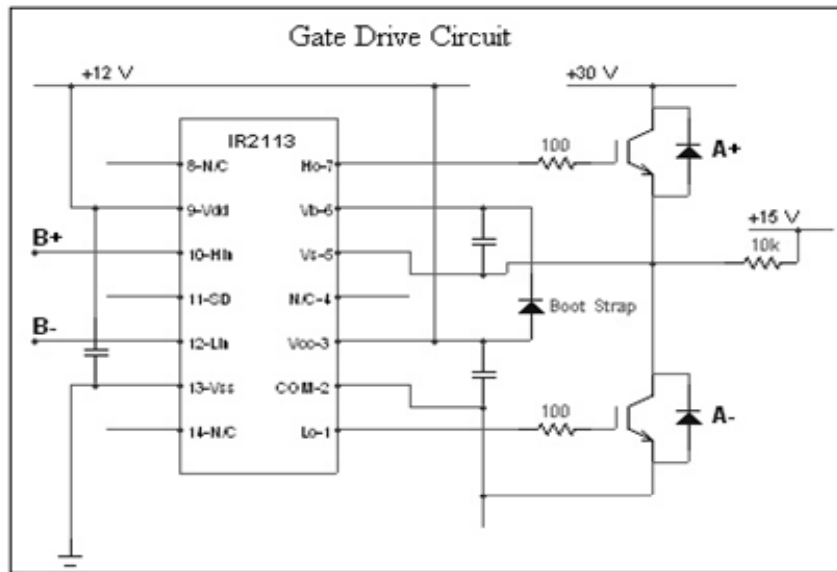 Gate Drive Circuit
+12 V
+30 V
IR2113
100
A+
8-N/C
Ho-7
9-Vdd
Vb-6
+15 V
B+
10-Hin
Vs-5
10k
11-SD
N/C-4
Boot Strap
B-
12-Lin
Vcc-3
13-Vss
COM-2
100
A-
14-N/C
Lo-1